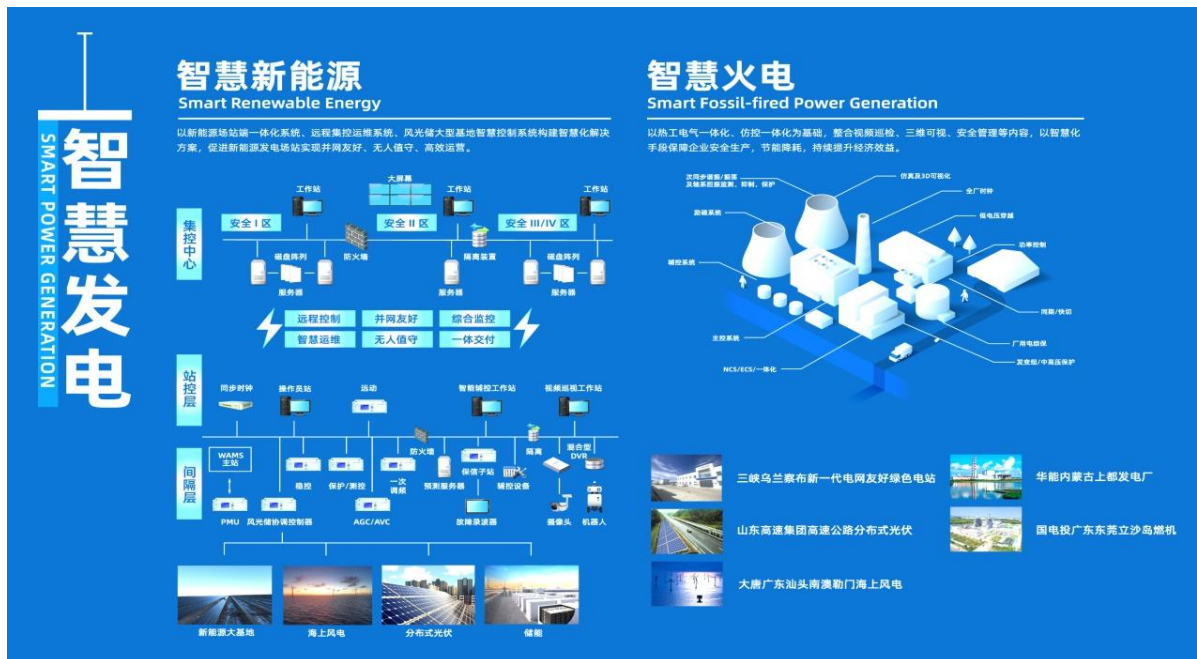 智慧发电
SMART POWER GENERATION
智慧新能源
Smart Renewable Energy
以新能源场站端一体化系统、远程集控运维系统、风光储大型基地智慧控制系统构建智慧化解决
方案，促进新能源发电场站实现并网友好、无人值守、高效运营。
集控中心
大屏幕
工作站
工作站
工作站
安全 I 区
安全 II 区
安全 III/IV 区
磁盘阵列
防火墙
隔离装置
磁盘阵列
服务器
服务器
服务器
远程控制
并网友好
综合监控
智慧运维
无人值守
一体交付
站控层
同步时钟
操作员站
远动
智能辅控工作站
视频巡视工作站
间隔层
WAMS
主站
防火墙
隔离
混合型
DVR
稳控
保护/测控
一次
调频
预测服务器
保信子站
辅控设备
PMU
风光储协调控制器
AGC/AVC
故障录波器
摄像头
机器人
新能源大基地
海上风电
分布式光伏
储能
智慧火电
Smart Fossil-fired Power Generation
以热工电气一体化、仿控一体化为基础，整合视频巡检、三维可视、安全管理等内容，以智慧化
手段保障企业安全生产，节能降耗，持续提升经济效益。
次同步谐振/振荡
及轴系扭振监测、抑制、保护
仿真及3D可视化
全厂时钟
励磁系统
低电压穿越
功率控制
辅控系统
同期/快切
主控系统
厂用电综保
发变组/中高压保护
NCS/ECS/一体化
三峡乌兰察布新一代电网友好绿色电站
华能内蒙古上都发电厂
山东高速集团高速公路分布式光伏
国电投广东东莞立沙岛燃机
大唐广东汕头南澳勒门海上风电